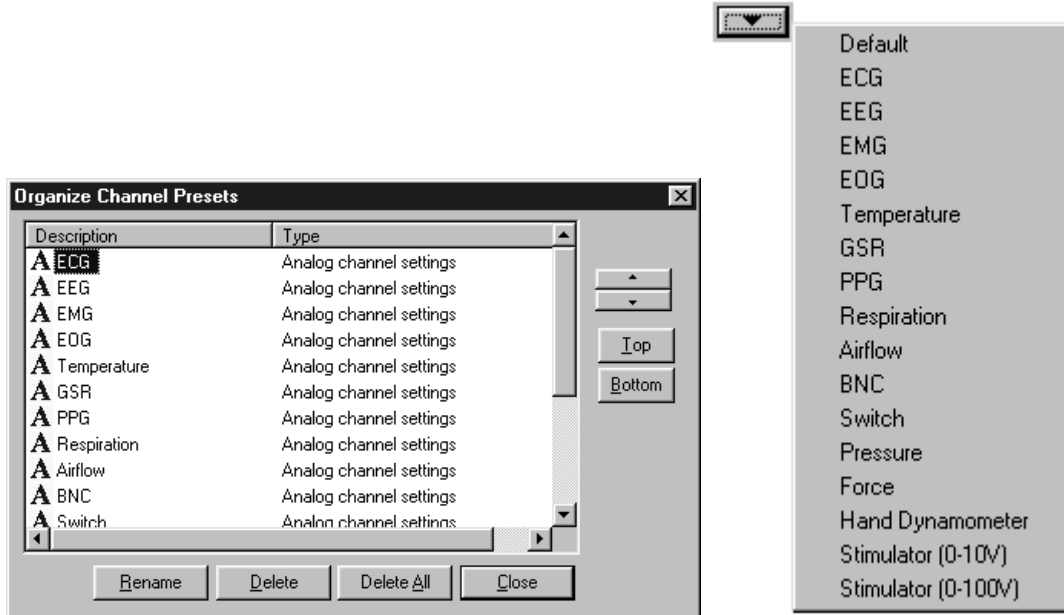 Organize Channel Presets
Description Type
A ECG Analog channel settings
A EEG Analog channel settings
A EMG Analog channel settings
A EOG Analog channel settings
A Temperature Analog channel settings
A GSR Analog channel settings
A PPG Analog channel settings
A Respiration Analog channel settings
A Airflow Analog channel settings
A BNC Analog channel settings
A Switch Analog channel settings
Top
Bottom
Rename Delete Delete All Close
Default
ECG
EEG
EMG
EOG
Temperature
GSR
PPG
Respiration
Airflow
BNC
Switch
Pressure
Force
Hand Dynamometer
Stimulator (0-10V)
Stimulator (0-100V)